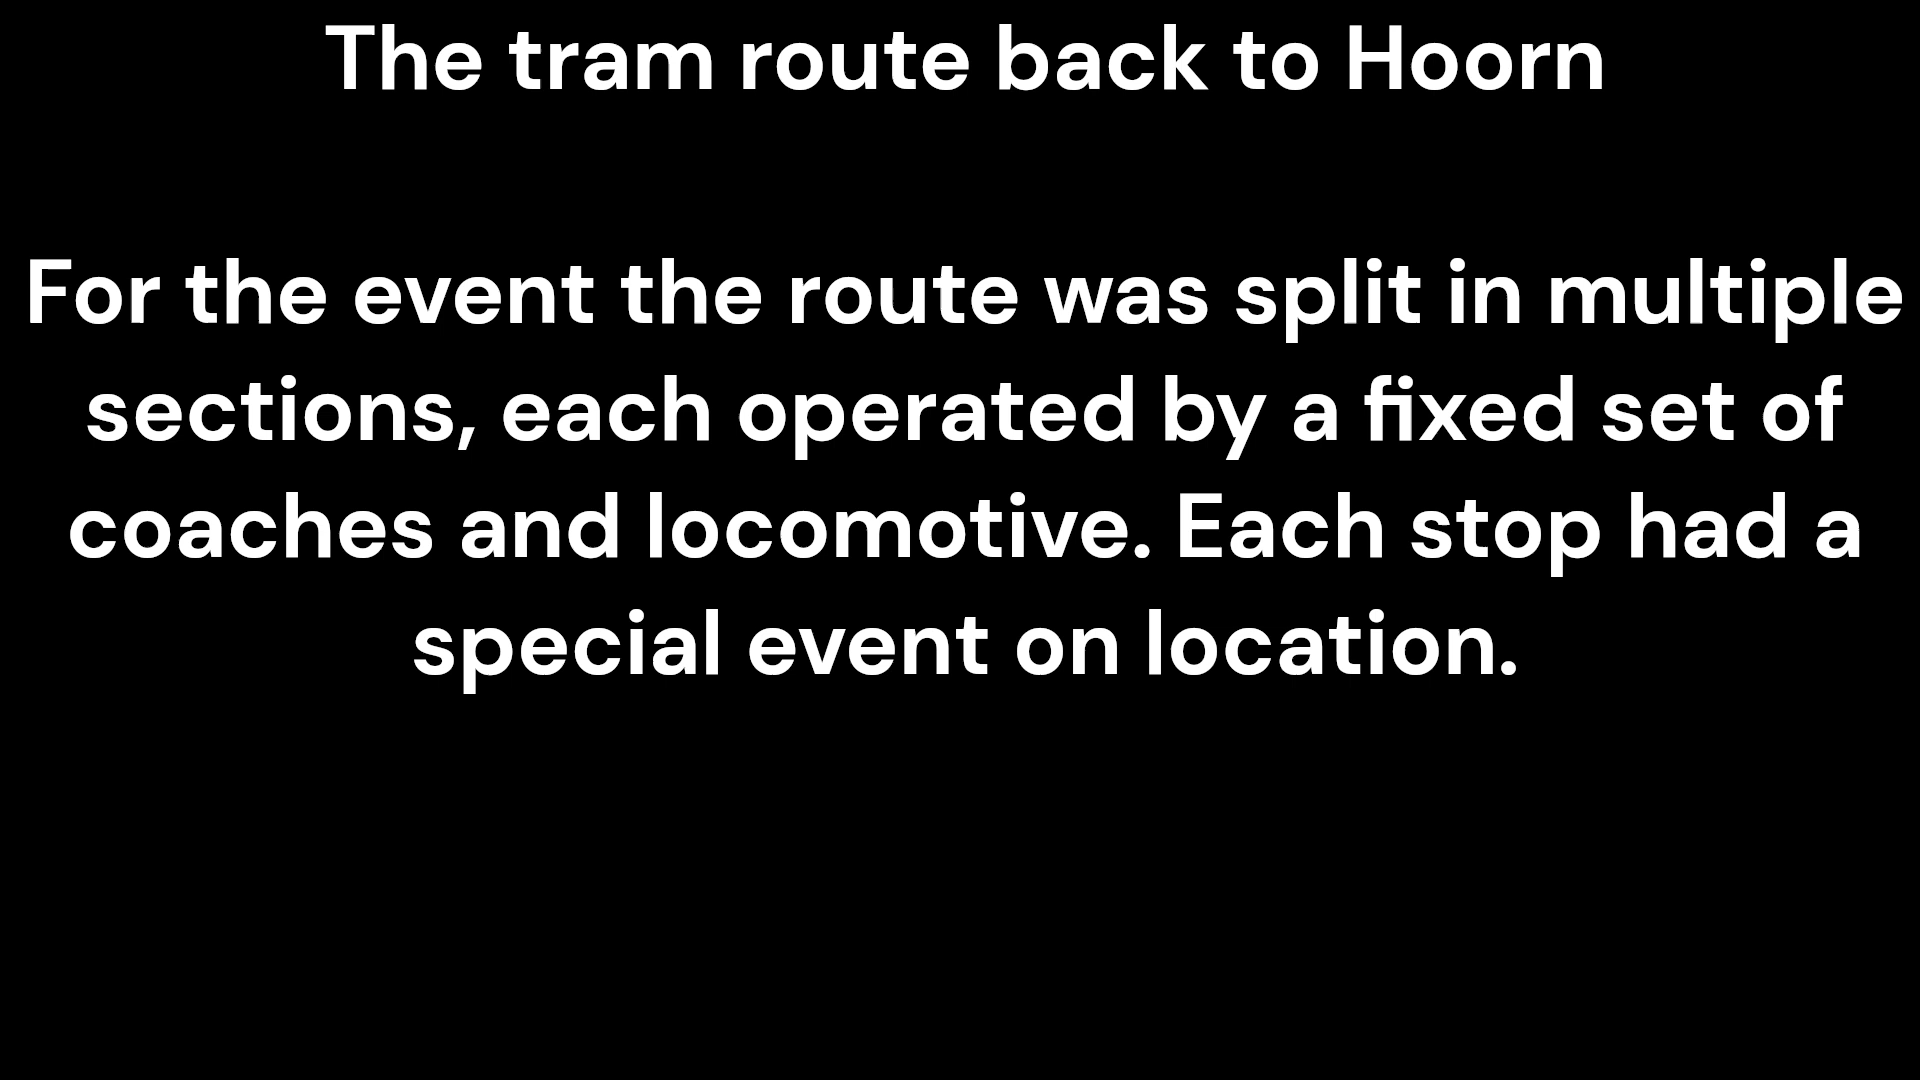 The tram route back to Hoorn
For the event the route was split in multiple
sections, each operated by a fixed set of
coaches and locomotive. Each stop had a
special event on location.